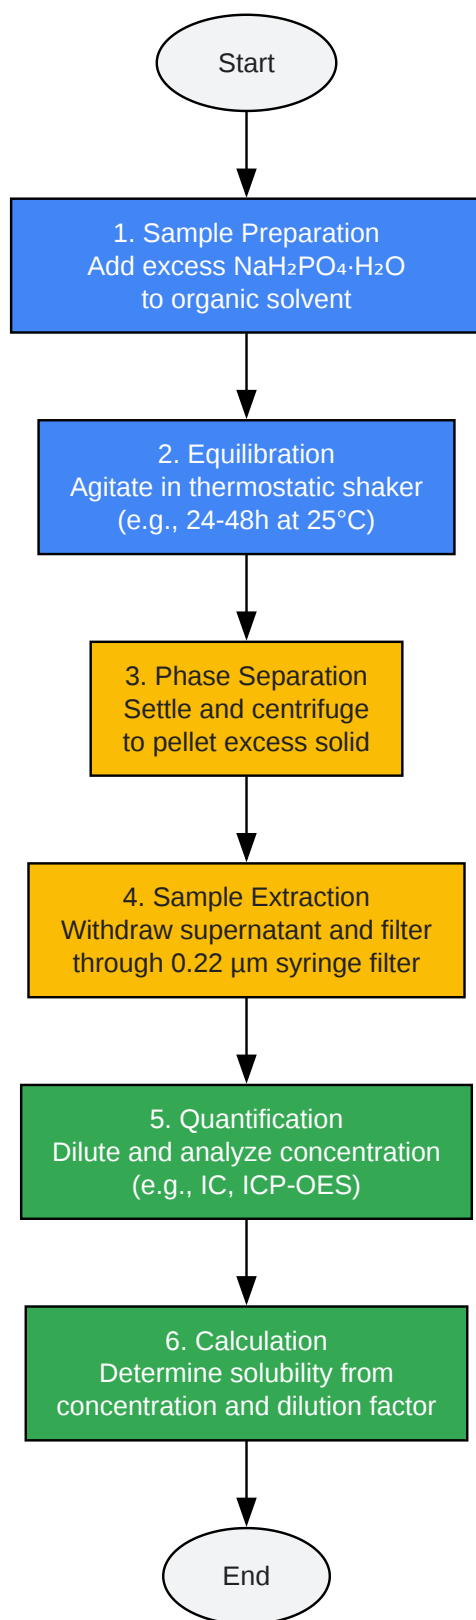 Start
1. Sample Preparation
Add excess NaH₂PO₄·H₂O
to organic solvent
2. Equilibration
Agitate in thermostatic shaker
(e.g., 24-48h at 25°C)
3. Phase Separation
Settle and centrifuge
to pellet excess solid
4. Sample Extraction
Withdraw supernatant and filter
through 0.22 µm syringe filter
5. Quantification
Dilute and analyze concentration
(e.g., IC, ICP-OES)
6. Calculation
Determine solubility from
concentration and dilution factor
End